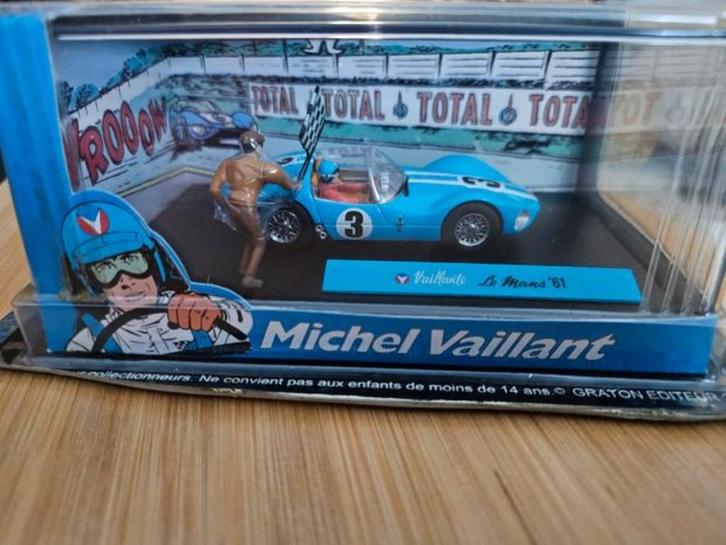 VROOOW
TOTAL TOTAL TOTAL TOTAL
3
3
V
Vaillante Le Mans '61
Michel Vaillant
collectionneurs. Ne convient pas aux enfants de moins de 14 ans.© GRATON EDITEUR